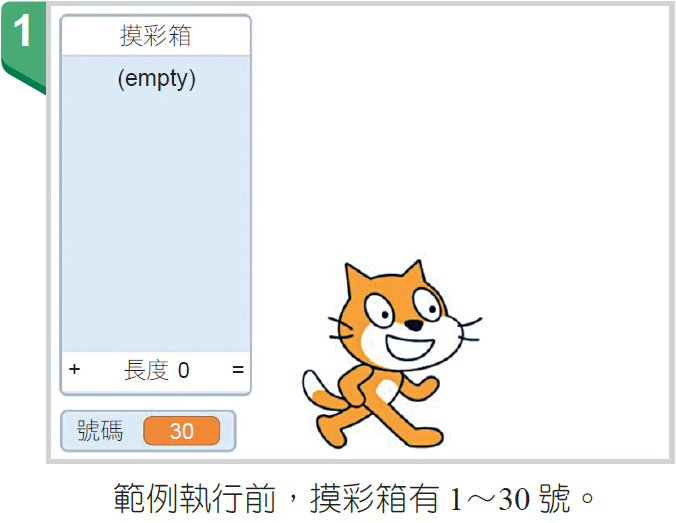 1
摸彩箱
(empty)
+ 長度 0 =
號碼 30
範例執行前，摸彩箱有 1～30 號。